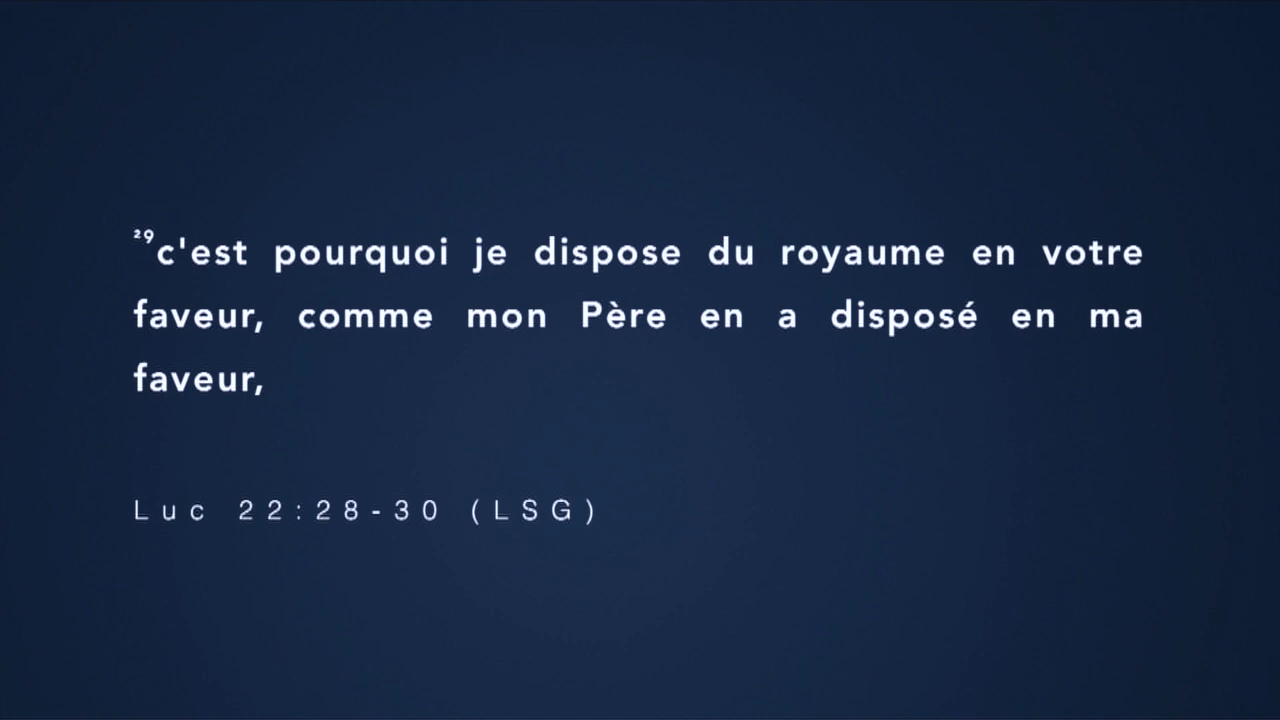 ²⁹c'est pourquoi je dispose du royaume en votre
faveur, comme mon Père en a disposé en ma
faveur,
Luc 22:28-30 (LSG)